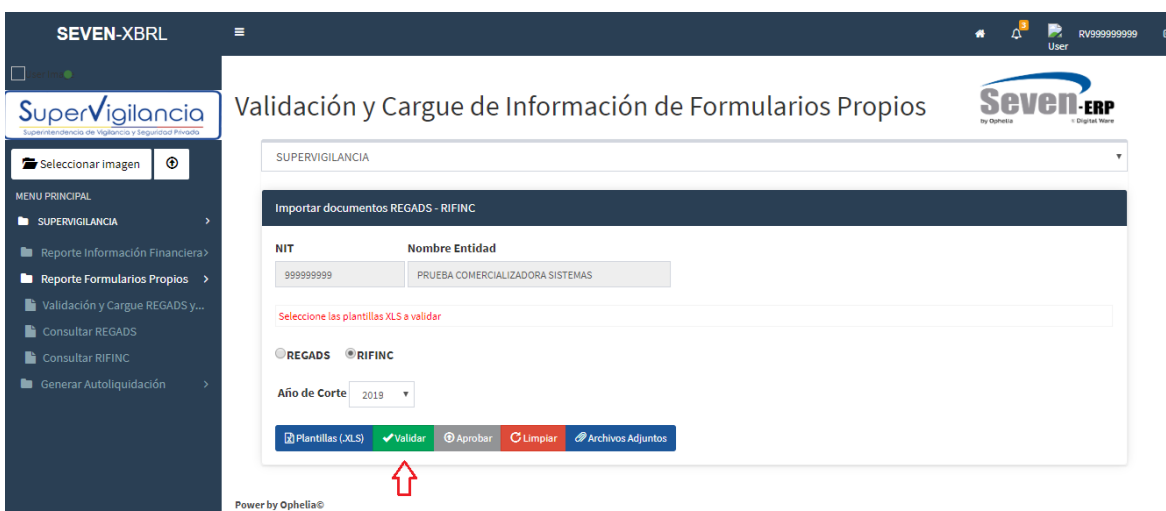 SEVEN-XBRL
3
User
RV999999999
SuperVigilancia
Superintendencia de Vigilancia y Seguridad Privada
Validación y Cargue de Información de Formularios Propios
Seven-ERP
by Ophelia
Digital Ware
Seleccionar imagen
SUPERVIGILANCIA
MENU PRINCIPAL
SUPERVIGILANCIA
Reporte Información Financiera
Reporte Formularios Propios
Validación y Cargue REGADS y...
Consultar REGADS
Consultar RIFINC
Generar Autoliquidación
Importar documentos REGADS - RIFINC
NIT Nombre Entidad
999999999 PRUEBA COMERCIALIZADORA SISTEMAS
Seleccione las plantillas XLS a validar
REGADS RIFINC
Año de Corte 2019
Plantillas (.XLS) Validar Aprobar Limpiar Archivos Adjuntos
Power by Ophelia©